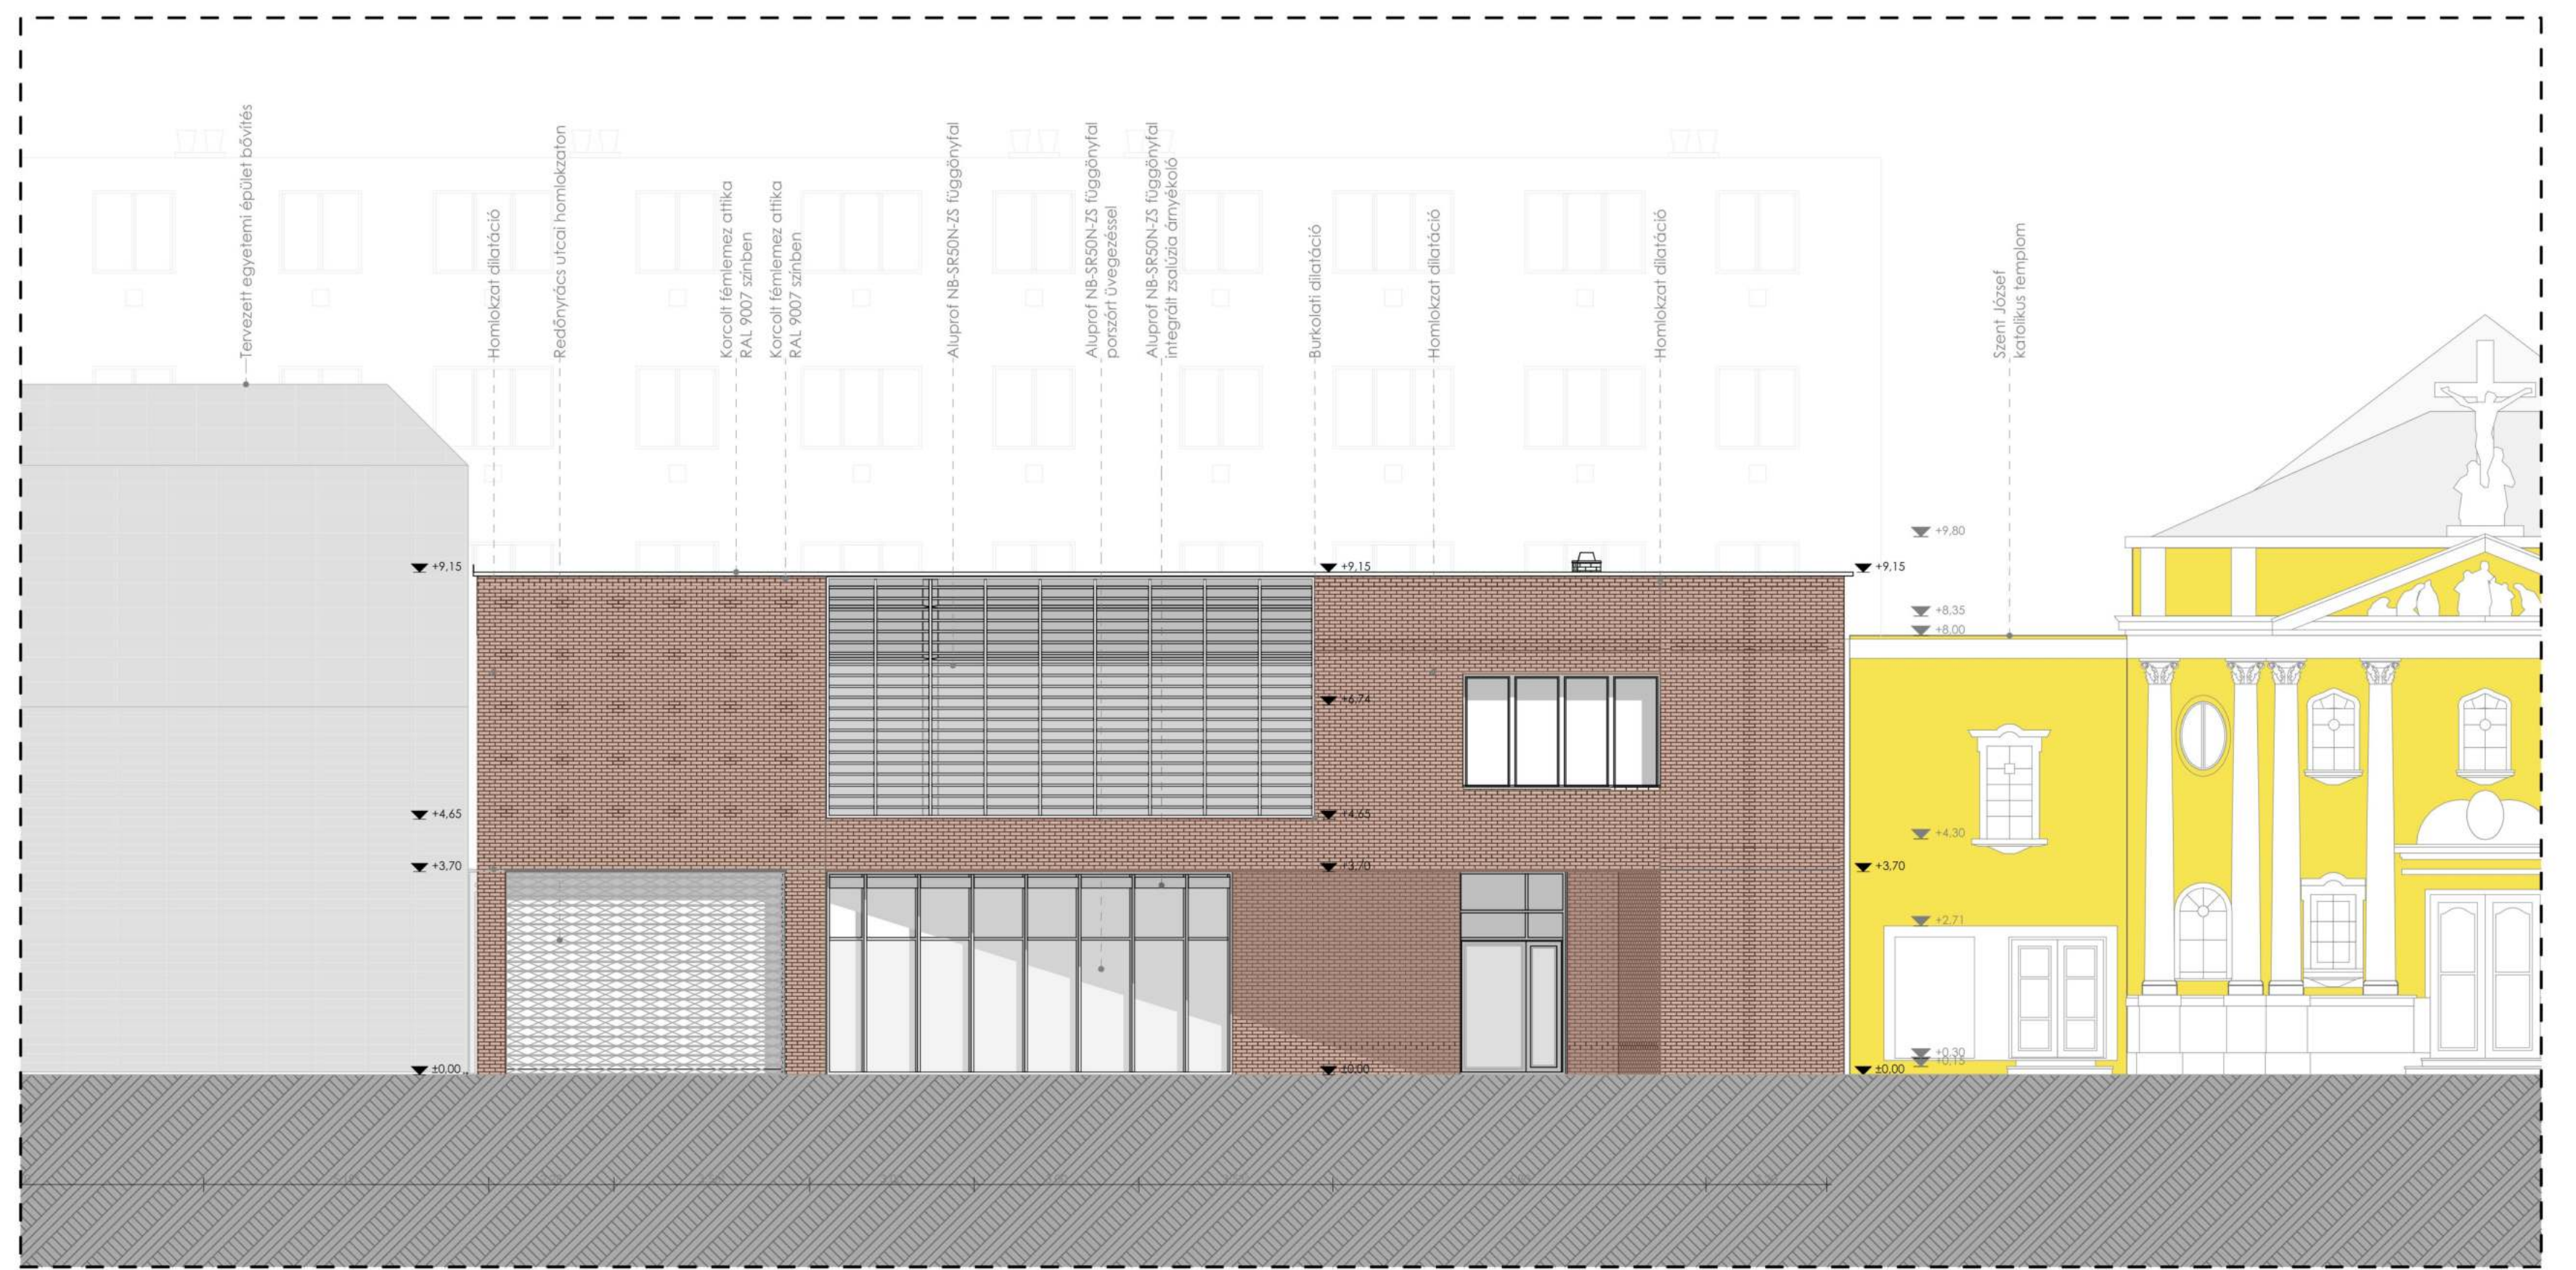 Tervezett egyetemi épület bővítés
Homlokzat dilatáció
Redőnyrács utcai homlokzaton
Korcolt fémlemez attika
RAL 9007 színben
Korcolt fémlemez attika
RAL 9007 színben
Aluprof NB-SR50N-ZS függönyfal
Aluprof NB-SR50N-ZS függönyfal
porszórt üvegezéssel
Aluprof NB-SR50N-ZS függönyfal
integrált zsalúzia árnyékoló
Burkolati dilatáció
Homlokzat dilatáció
Homlokzat dilatáció
Szent József
katolikus templom
+9,80
+9,15
+9,15
+9,15
+8,35
+8,00
+6,74
+4,65
+4,65
+4,30
+3,70
+3,70
+3,70
+2,71
+0,30
+0,15
±0,00
±0,00
±0,00